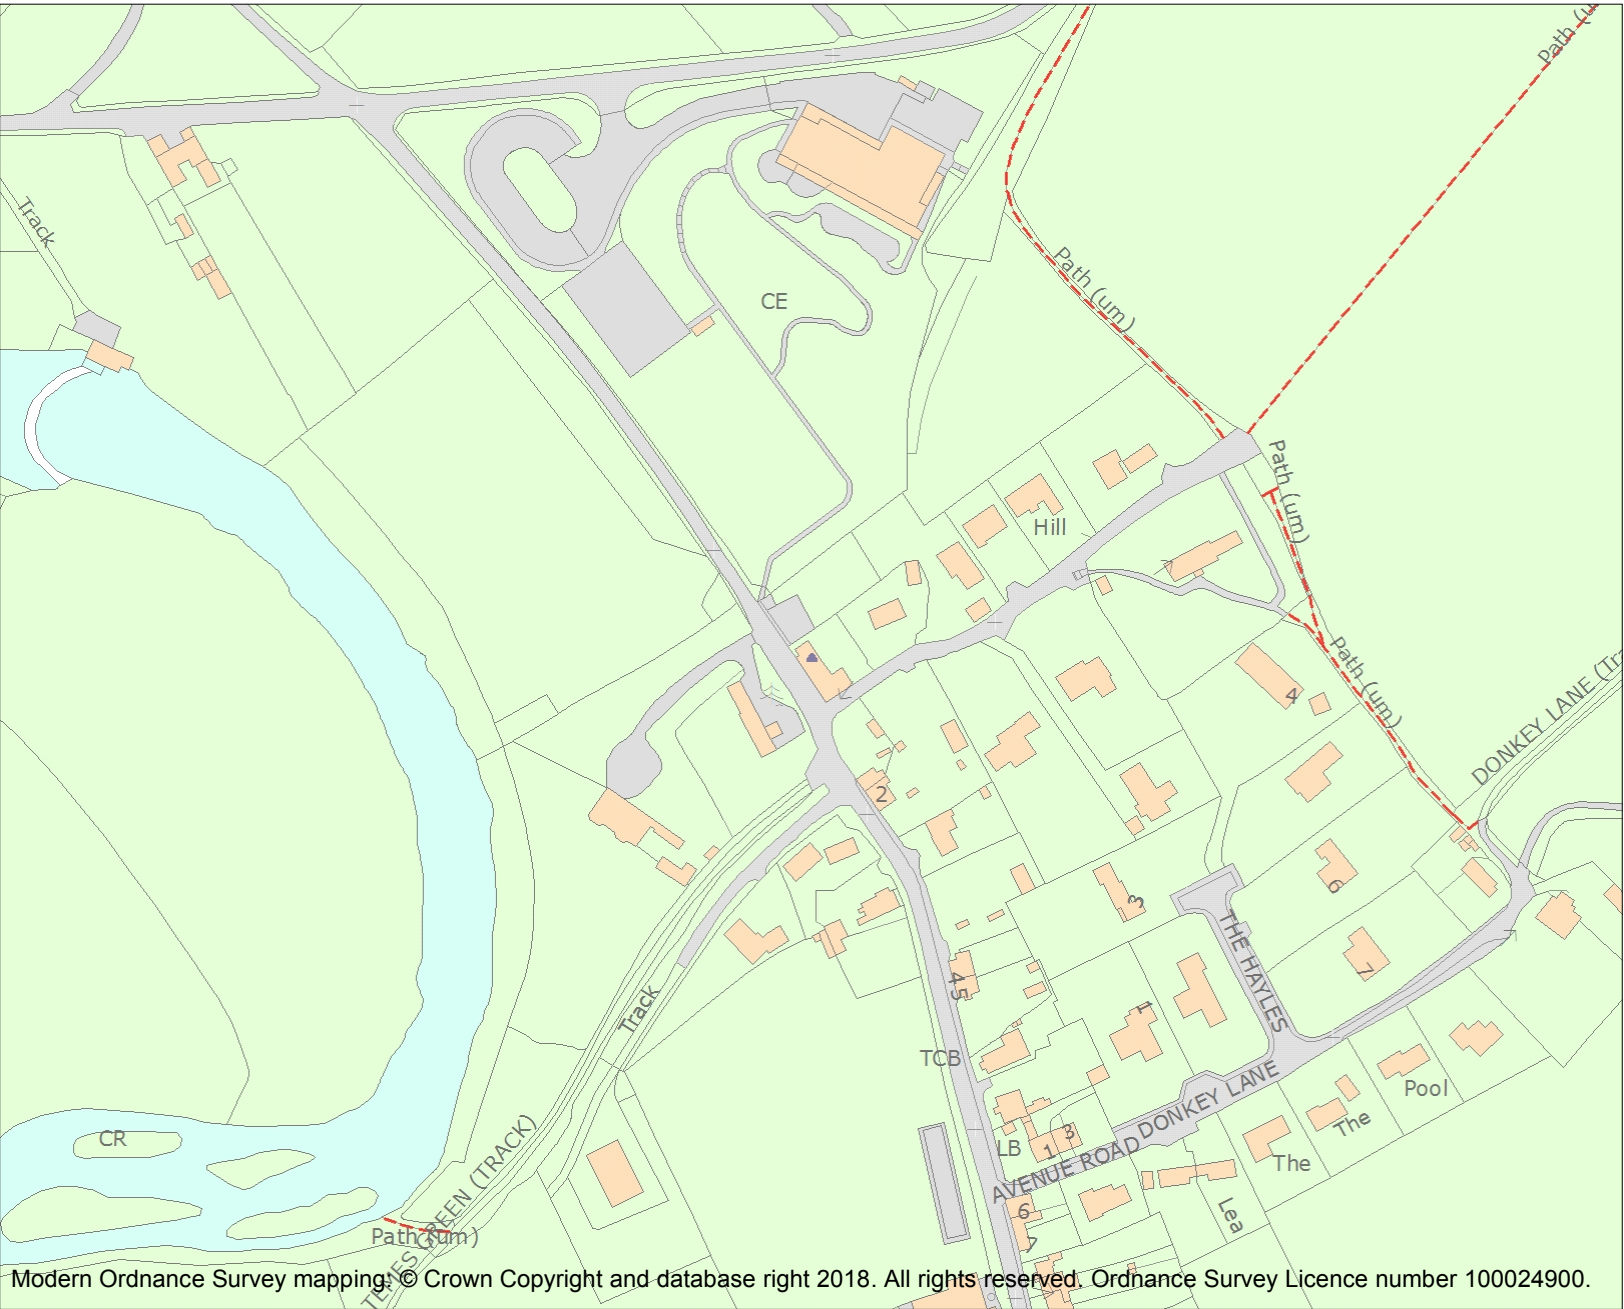 Path (u
Track
Path (um)
CE
Path (um)
Hill
7
Path (um)
4
DONKEY LANE (Tra
2
6
3
THE HAYLES
7
4 5
1
Track
TCB
DONKEY LANE
Pool
The
The
3
1
LB
AVENUE ROAD
CR
6
7
Lea
Path (um)
TEMES GREEN (TRACK)
Modern Ordnance Survey mapping: © Crown Copyright and database right 2018. All rights reserved. Ordnance Survey Licence number 100024900.